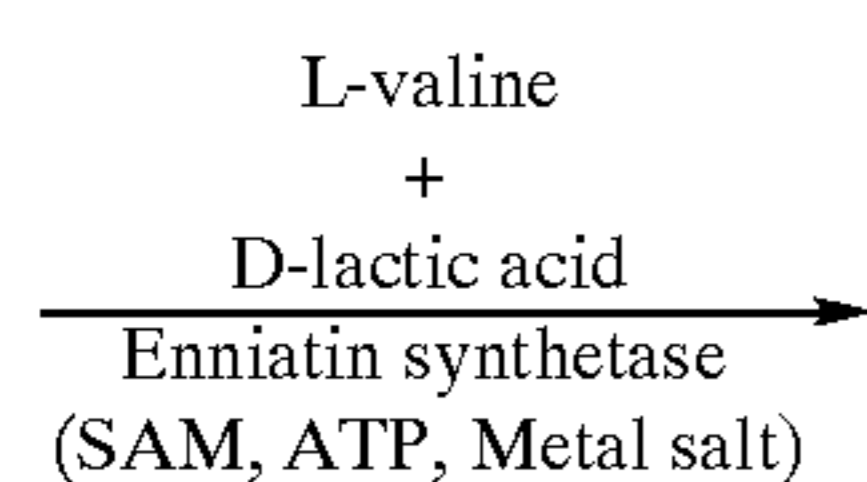 L-valine
+
D-lactic acid
Enniatin synthetase
(SAM, ATP, Metal salt)